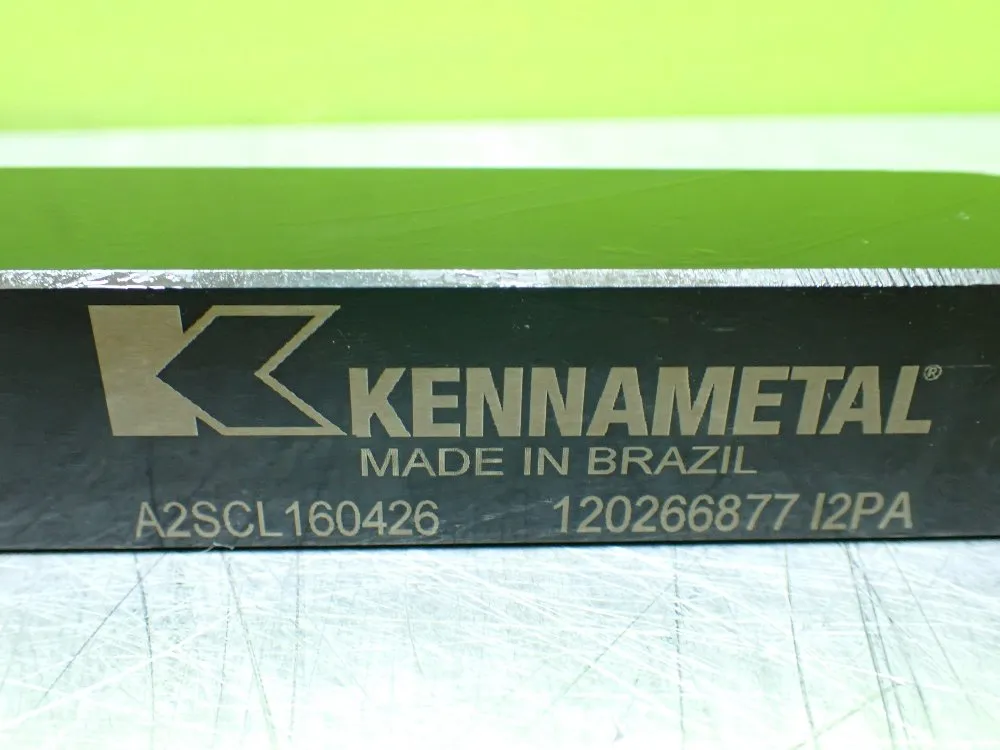 KENNAMETAL®
MADE IN BRAZIL
A2SCL160426 120266877 I2PA